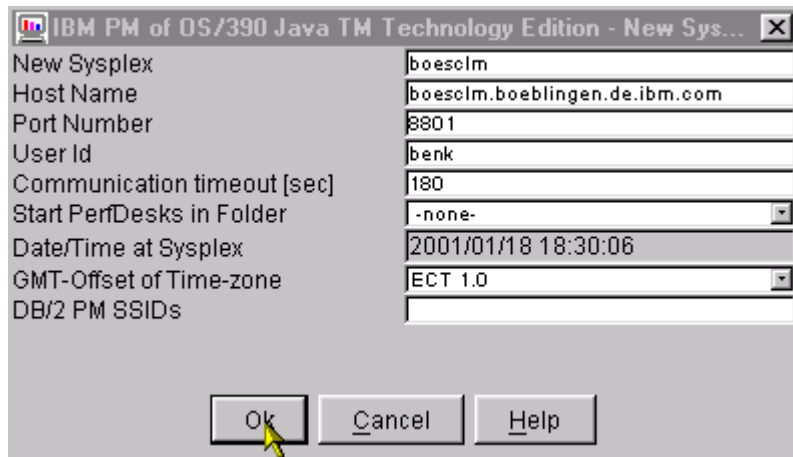 IBM PM of OS/390 Java TM Technology Edition - New Sys...
New Sysplex boesclm
Host Name boesclm.boeblingen.de.ibm.com
Port Number 8801
User Id benk
Communication timeout [sec] 180
Start PerfDesks in Folder -none-
Date/Time at Sysplex 2001/01/18 18:30:06
GMT-Offset of Time-zone ECT 1.0
DB/2 PM SSIDs
Ok Cancel Help